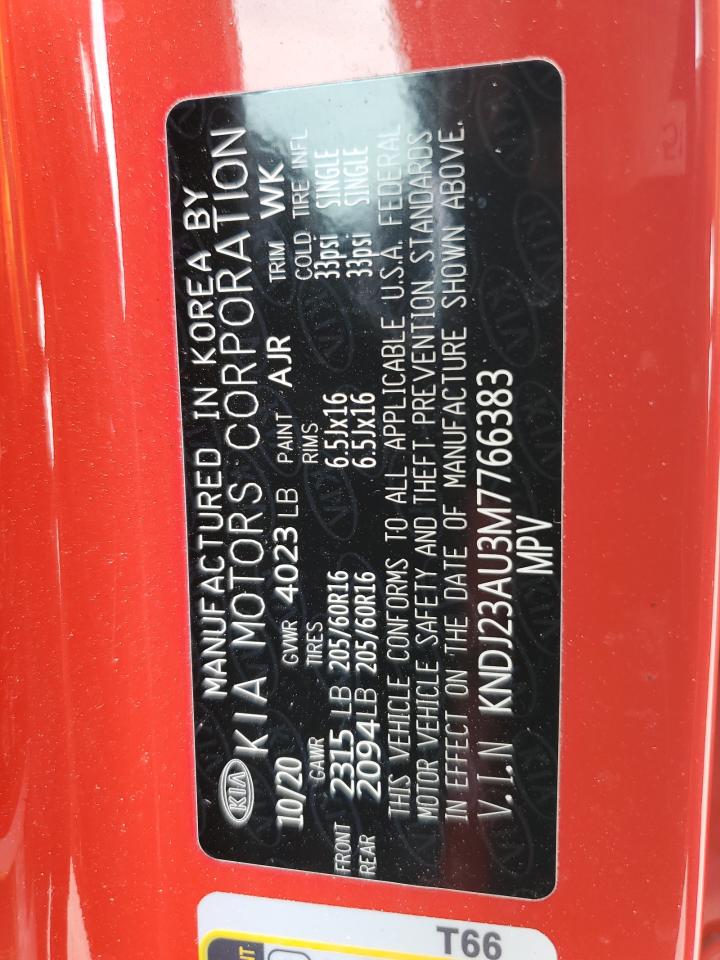 KIA
MANUFACTURED IN KOREA BY
KIA MOTORS CORPORATION
10/20 GVWR 4023 LB PAINT AJR TRIM WK
GAWR TIRES RIMS COLD TIRE INFL
FRONT 2315 LB 205/60R16 6.5Jx16 33psi SINGLE
REAR 2094 LB 205/60R16 6.5Jx16 33psi SINGLE
THIS VEHICLE CONFORMS TO ALL APPLICABLE U.S.A. FEDERAL
MOTOR VEHICLE SAFETY AND THEFT PREVENTION STANDARDS
IN EFFECT ON THE DATE OF MANUFACTURE SHOWN ABOVE.
V.I.N KNDJ23AU3M7766383
MPV
T66